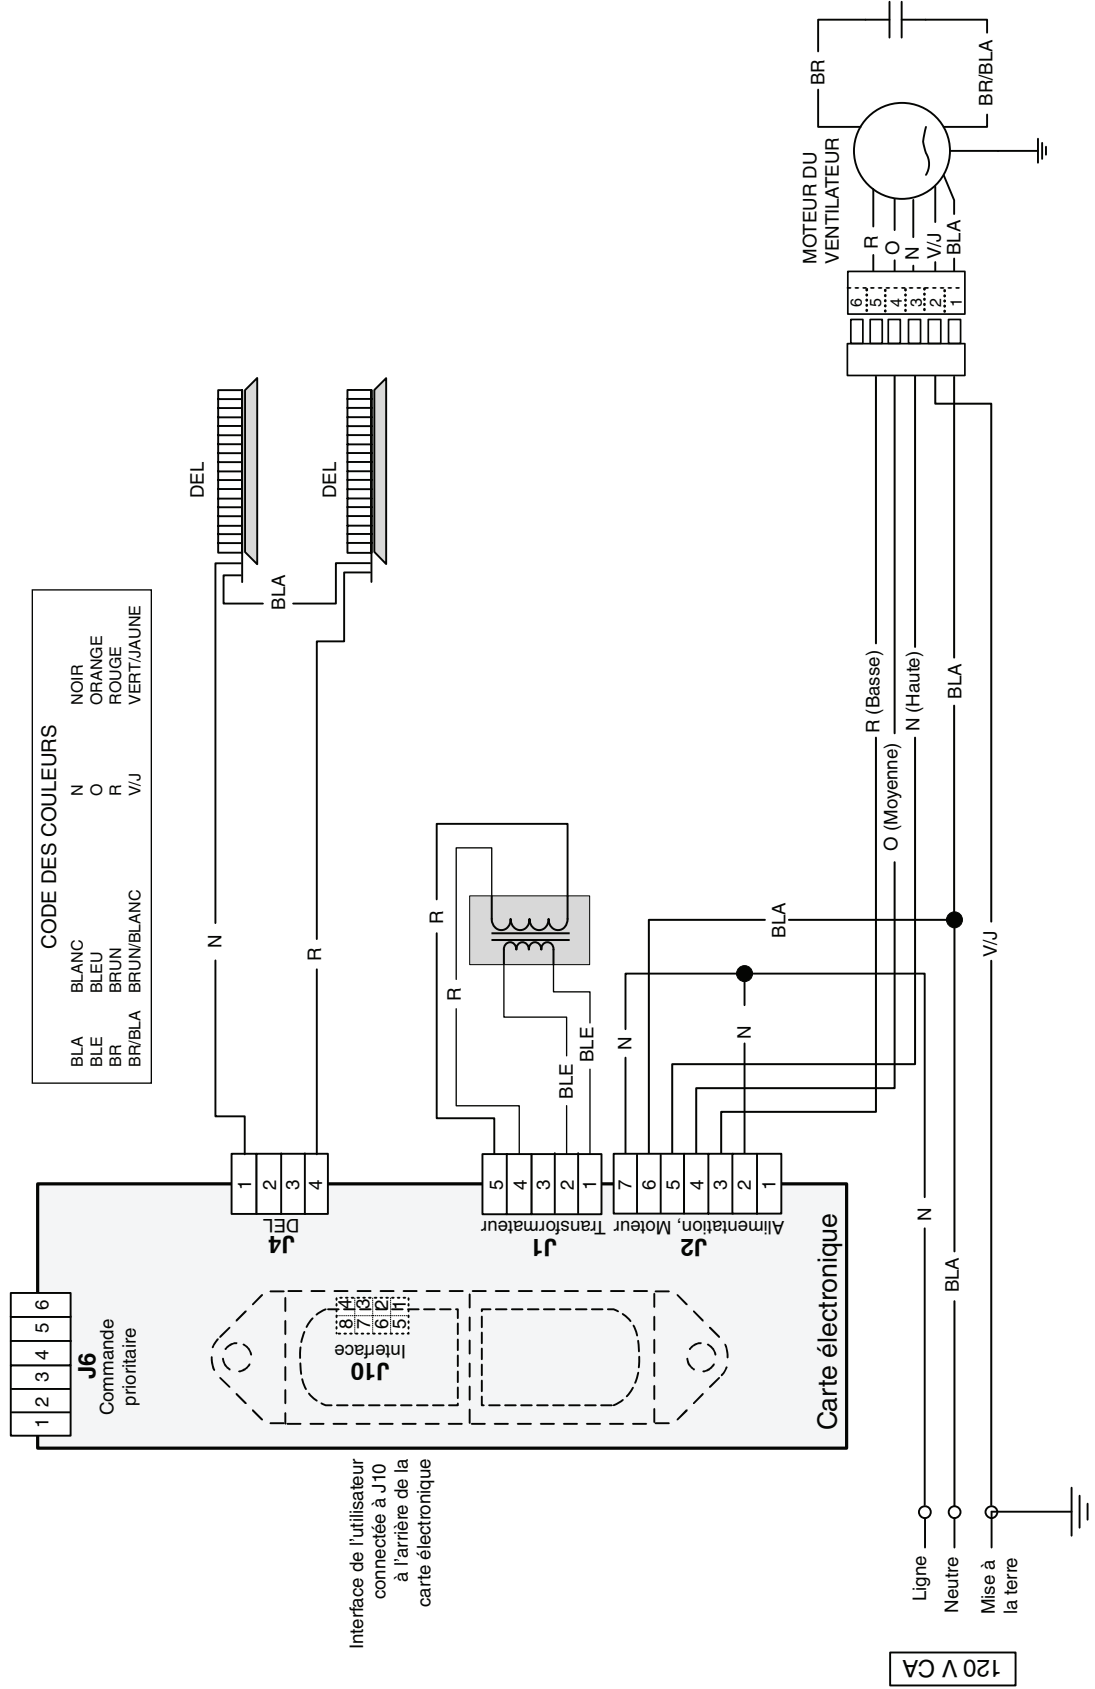 CODE DES COULEURS
BLA BLANC N NOIR
BLE BLEU O ORANGE
BR BRUN R ROUGE
BR/BLA BRUN/BLANC V/J VERT/JAUNE
1 2 3 4 5 6
J6
Commande
prioritaire
Interface de l'utilisateur
connectée à J10
à l'arrière de la
carte électronique
J10
Interface
8 7 6 5
4 3 2 1
Carte électronique
J4
DEL
1
2
3
4
N
R
BLA
DEL
DEL
J1
Transformateur
5
4
3
2
1
R
R
BLE
BLE
J2
Alimentation, Moteur
7
6
5
4
3
2
1
N
BLA
N
R (Basse)
O (Moyenne)
N (Haute)
BLA
V/J
N
BLA
6
5
4
3
2
1
R
O
N
V/J
BLA
MOTEUR DU
VENTILATEUR
BR
BR/BLA
Ligne
Neutre
Mise à
la terre
120 V CA